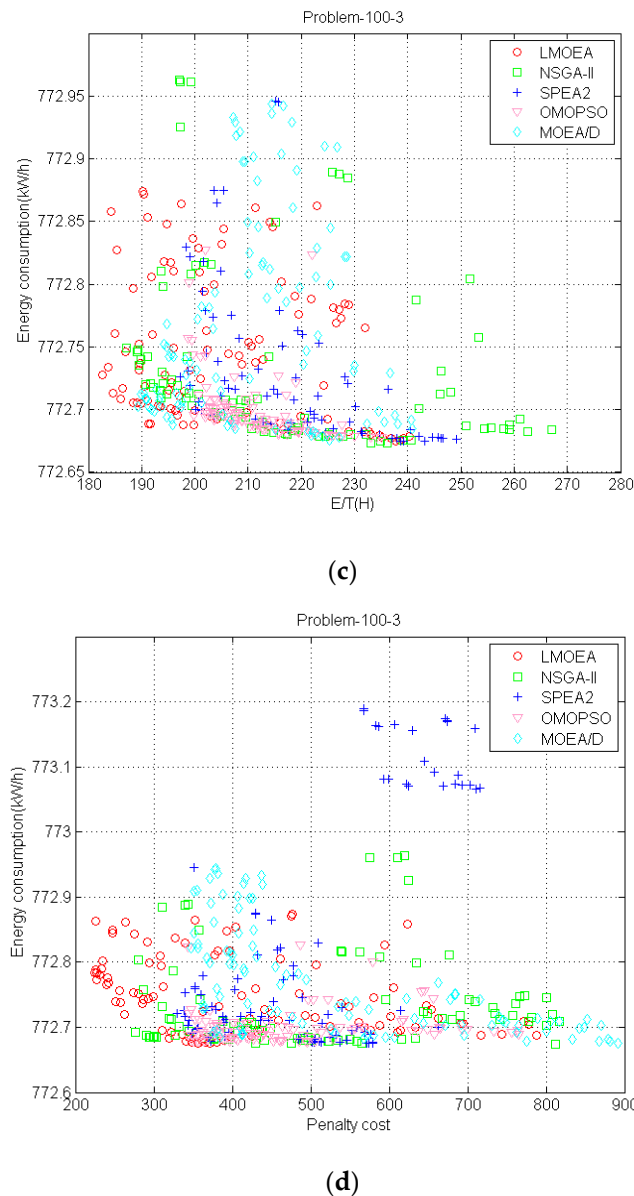 Problem-100-3
LMOEA
NSGA-II
SPEA2
OMOPSO
MOEA/D
772.95
772.9
772.85
772.8
772.75
772.7
772.65
Energy consumption(kW/h)
180 190 200 210 220 230 240 250 260 270 280
E/T(H)
(c)
Problem-100-3
LMOEA
NSGA-II
SPEA2
OMOPSO
MOEA/D
773.2
773.1
773
772.9
772.8
772.7
772.6
Energy consumption(kW/h)
200 300 400 500 600 700 800 900
Penalty cost
(d)